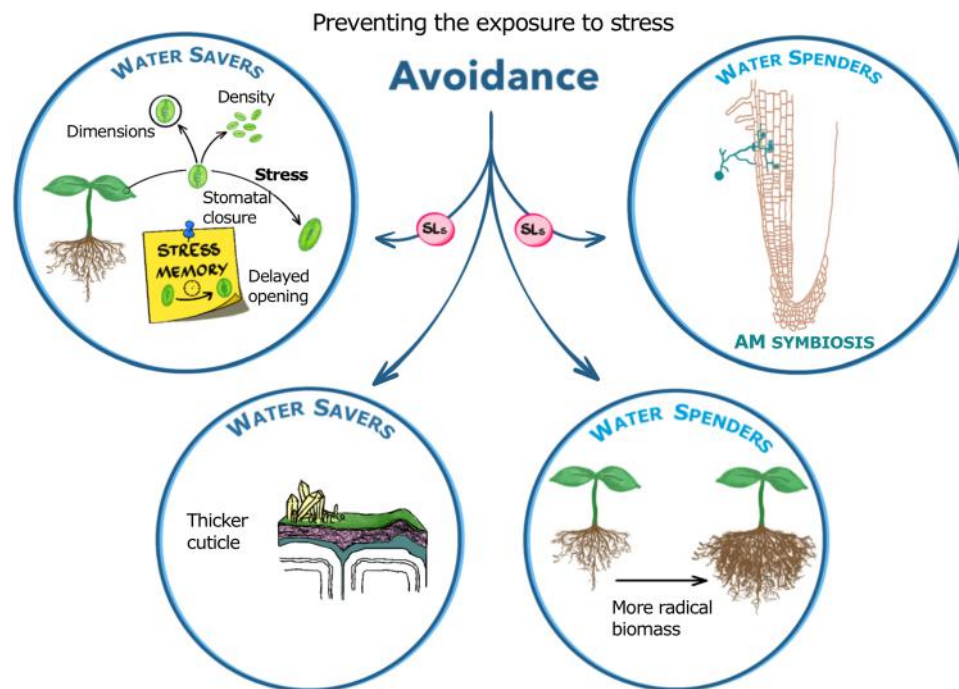 Preventing the exposure to stress
Avoidance
WATER SAVERS
Density
Dimensions
Stress
Stomatal
closure
STRESS
MEMORY
Delayed
opening
SLs
SLs
WATER SPENDERS
AM SYMBIOSIS
WATER SAVERS
Thicker
cuticle
WATER SPENDERS
More radical
biomass